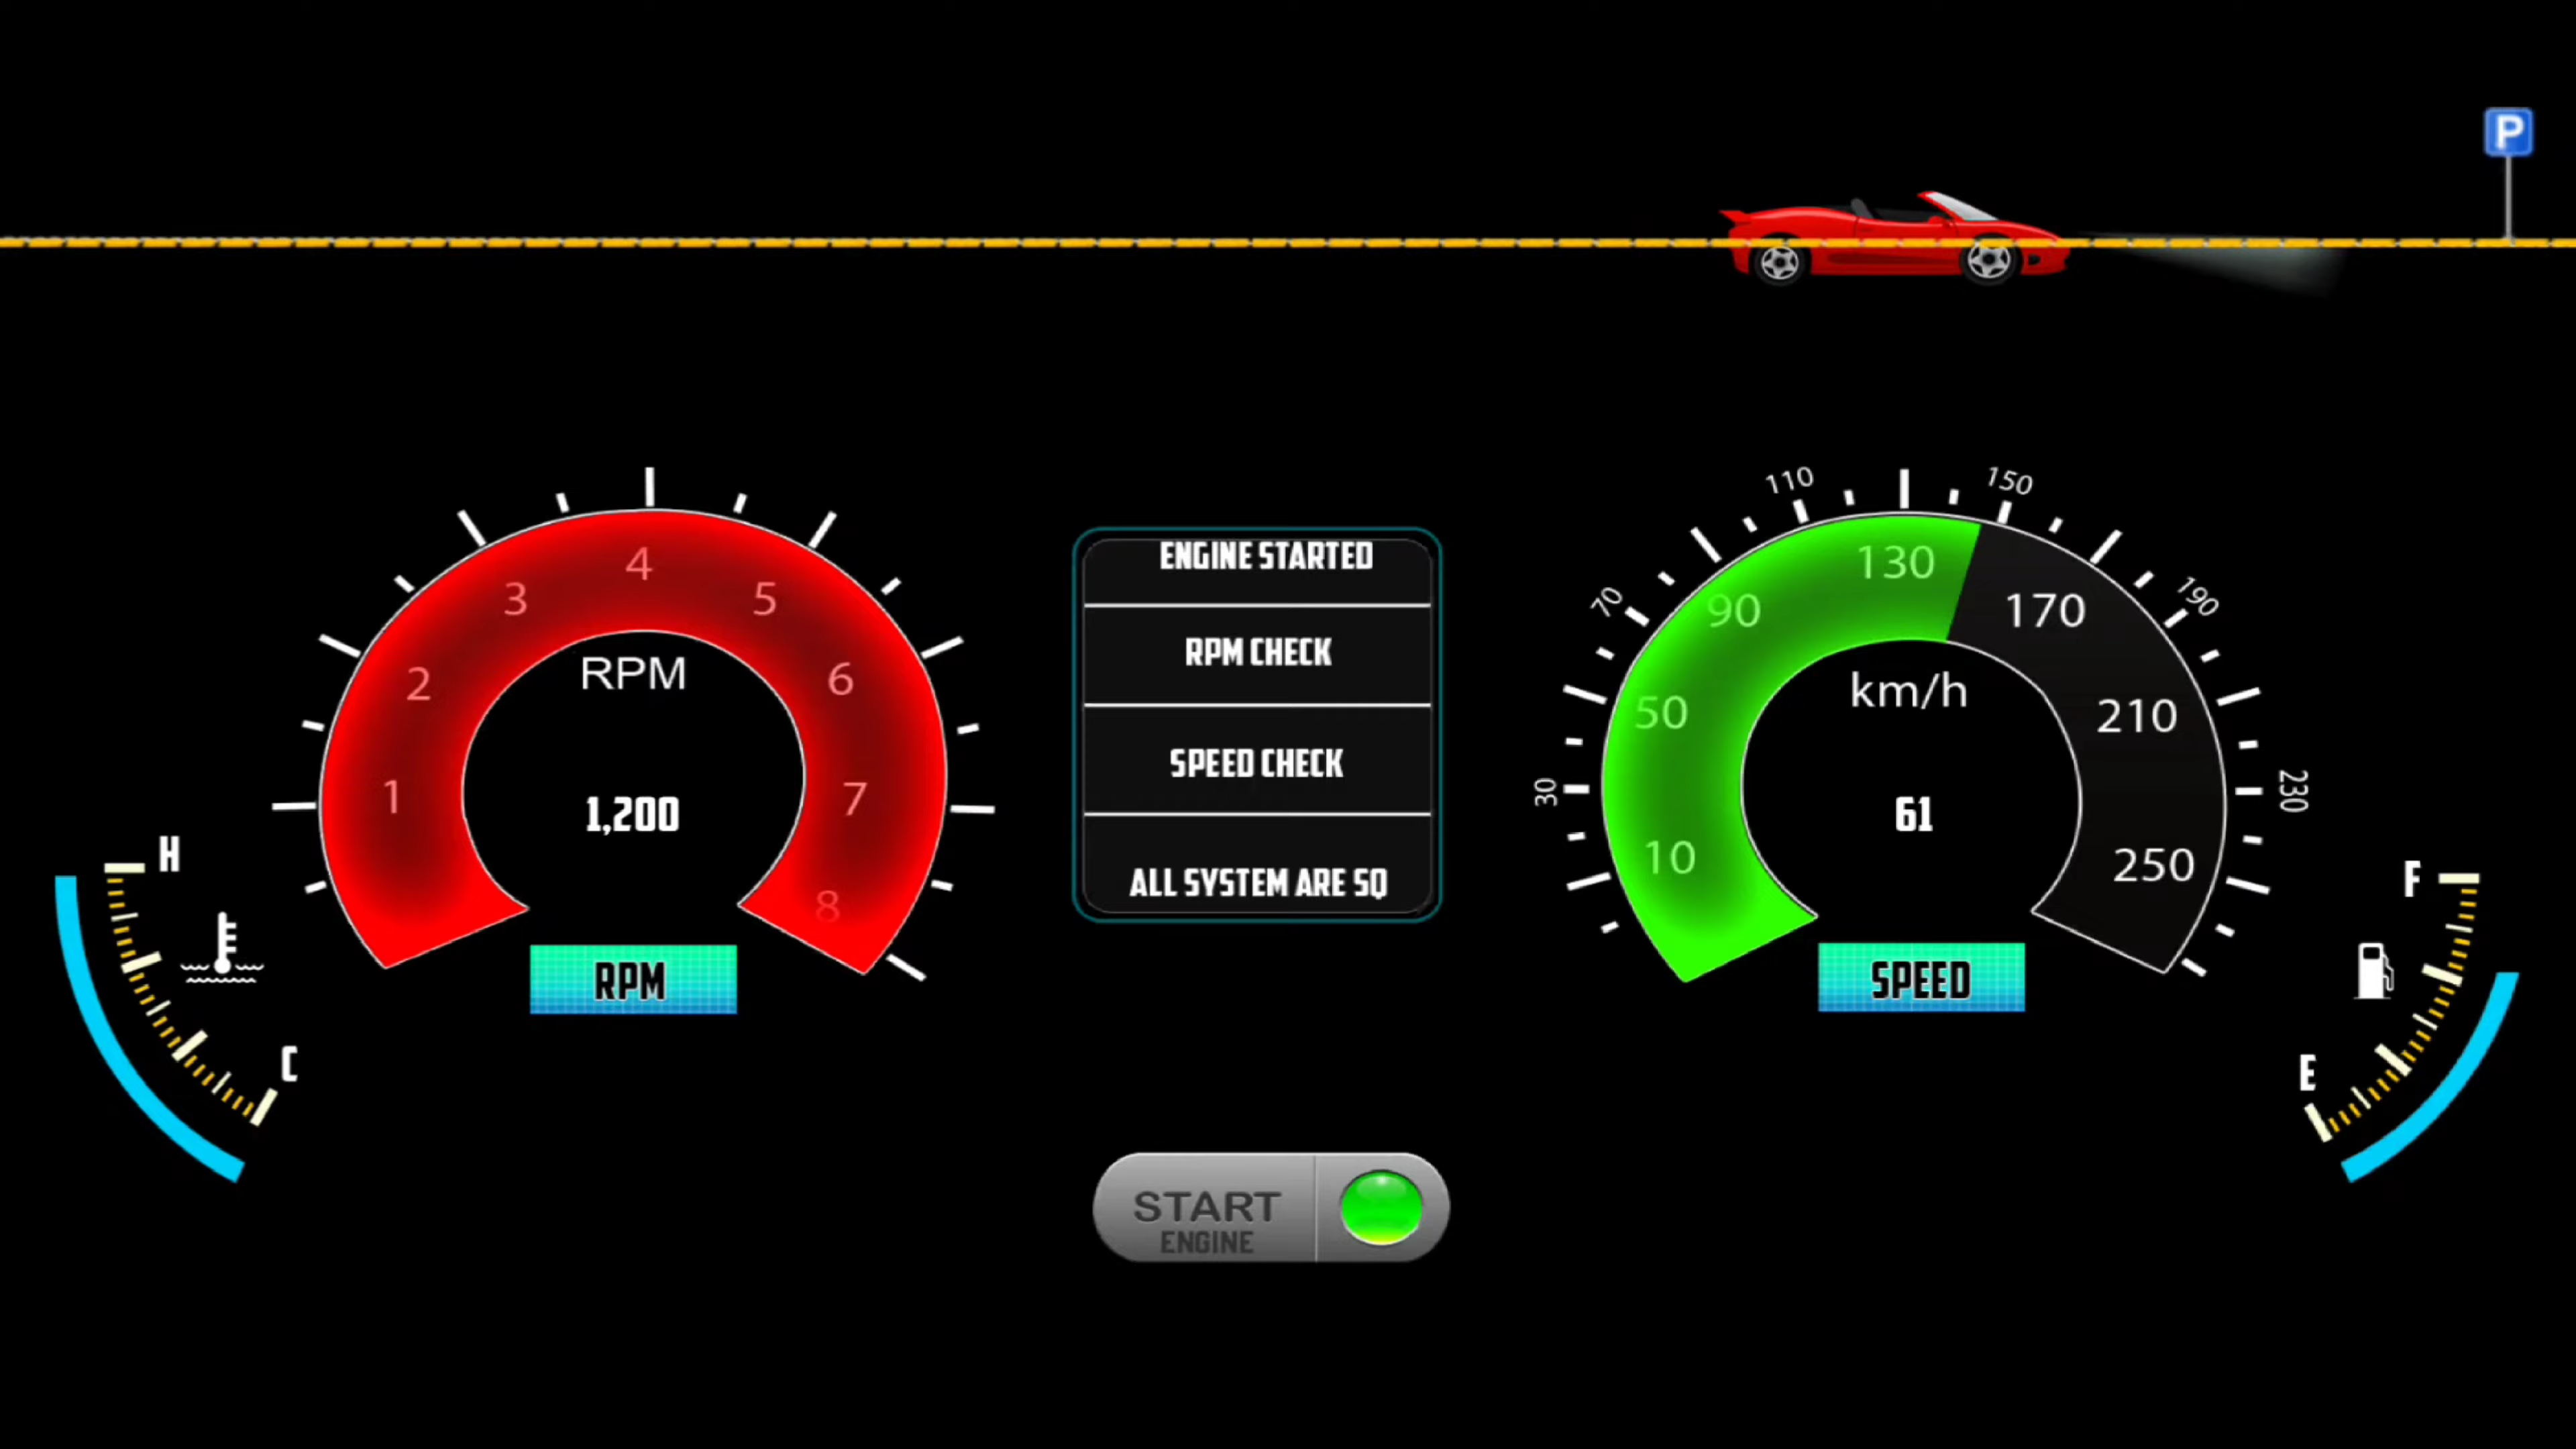 P
ENGINE STARTED
RPM CHECK
SPEED CHECK
ALL SYSTEM ARE SQ
1
2
3
4
5
6
7
8
RPM
1,200
RPM
10
30
50
70
90
110
130
150
170
190
210
230
250
km/h
61
SPEED
H
C
F
E
START
ENGINE